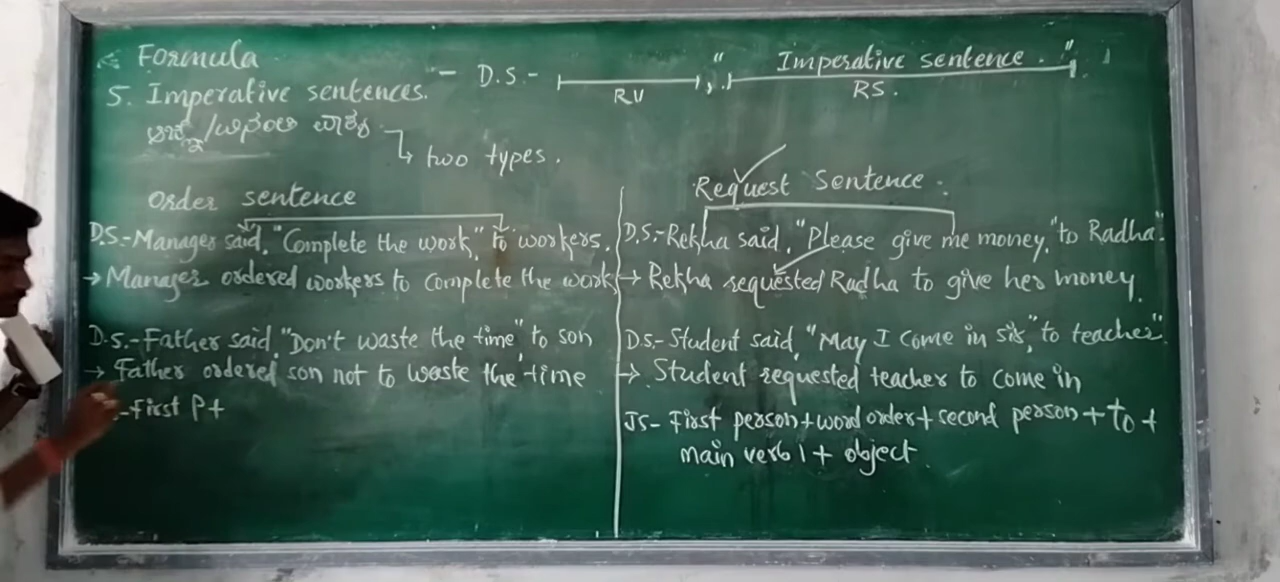 Formula
5. Imperative sentences.
- D.S.- RV , " Imperative sentence . " RS .
ಆಜ್ಞ / ವಿನಂತಿ ವಾಕ್ಯ
two types .
Order sentence
D.S.-Manager said, "Complete the work," to workers.
→ Manager ordered workers to complete the work
D.S.-Father said, "Don't waste the time" to son
→ Father ordered son not to waste the time
-First P+
Request Sentence .
D.S.-Rekha said, "Please give me money," to Radha".
→ Rekha requested Radha to give her money.
D.S-Student said, "May I come in sir," to teacher"
→ Student requested teacher to come in
IS- First person+word order+second person+to+
main verb 1+ object.